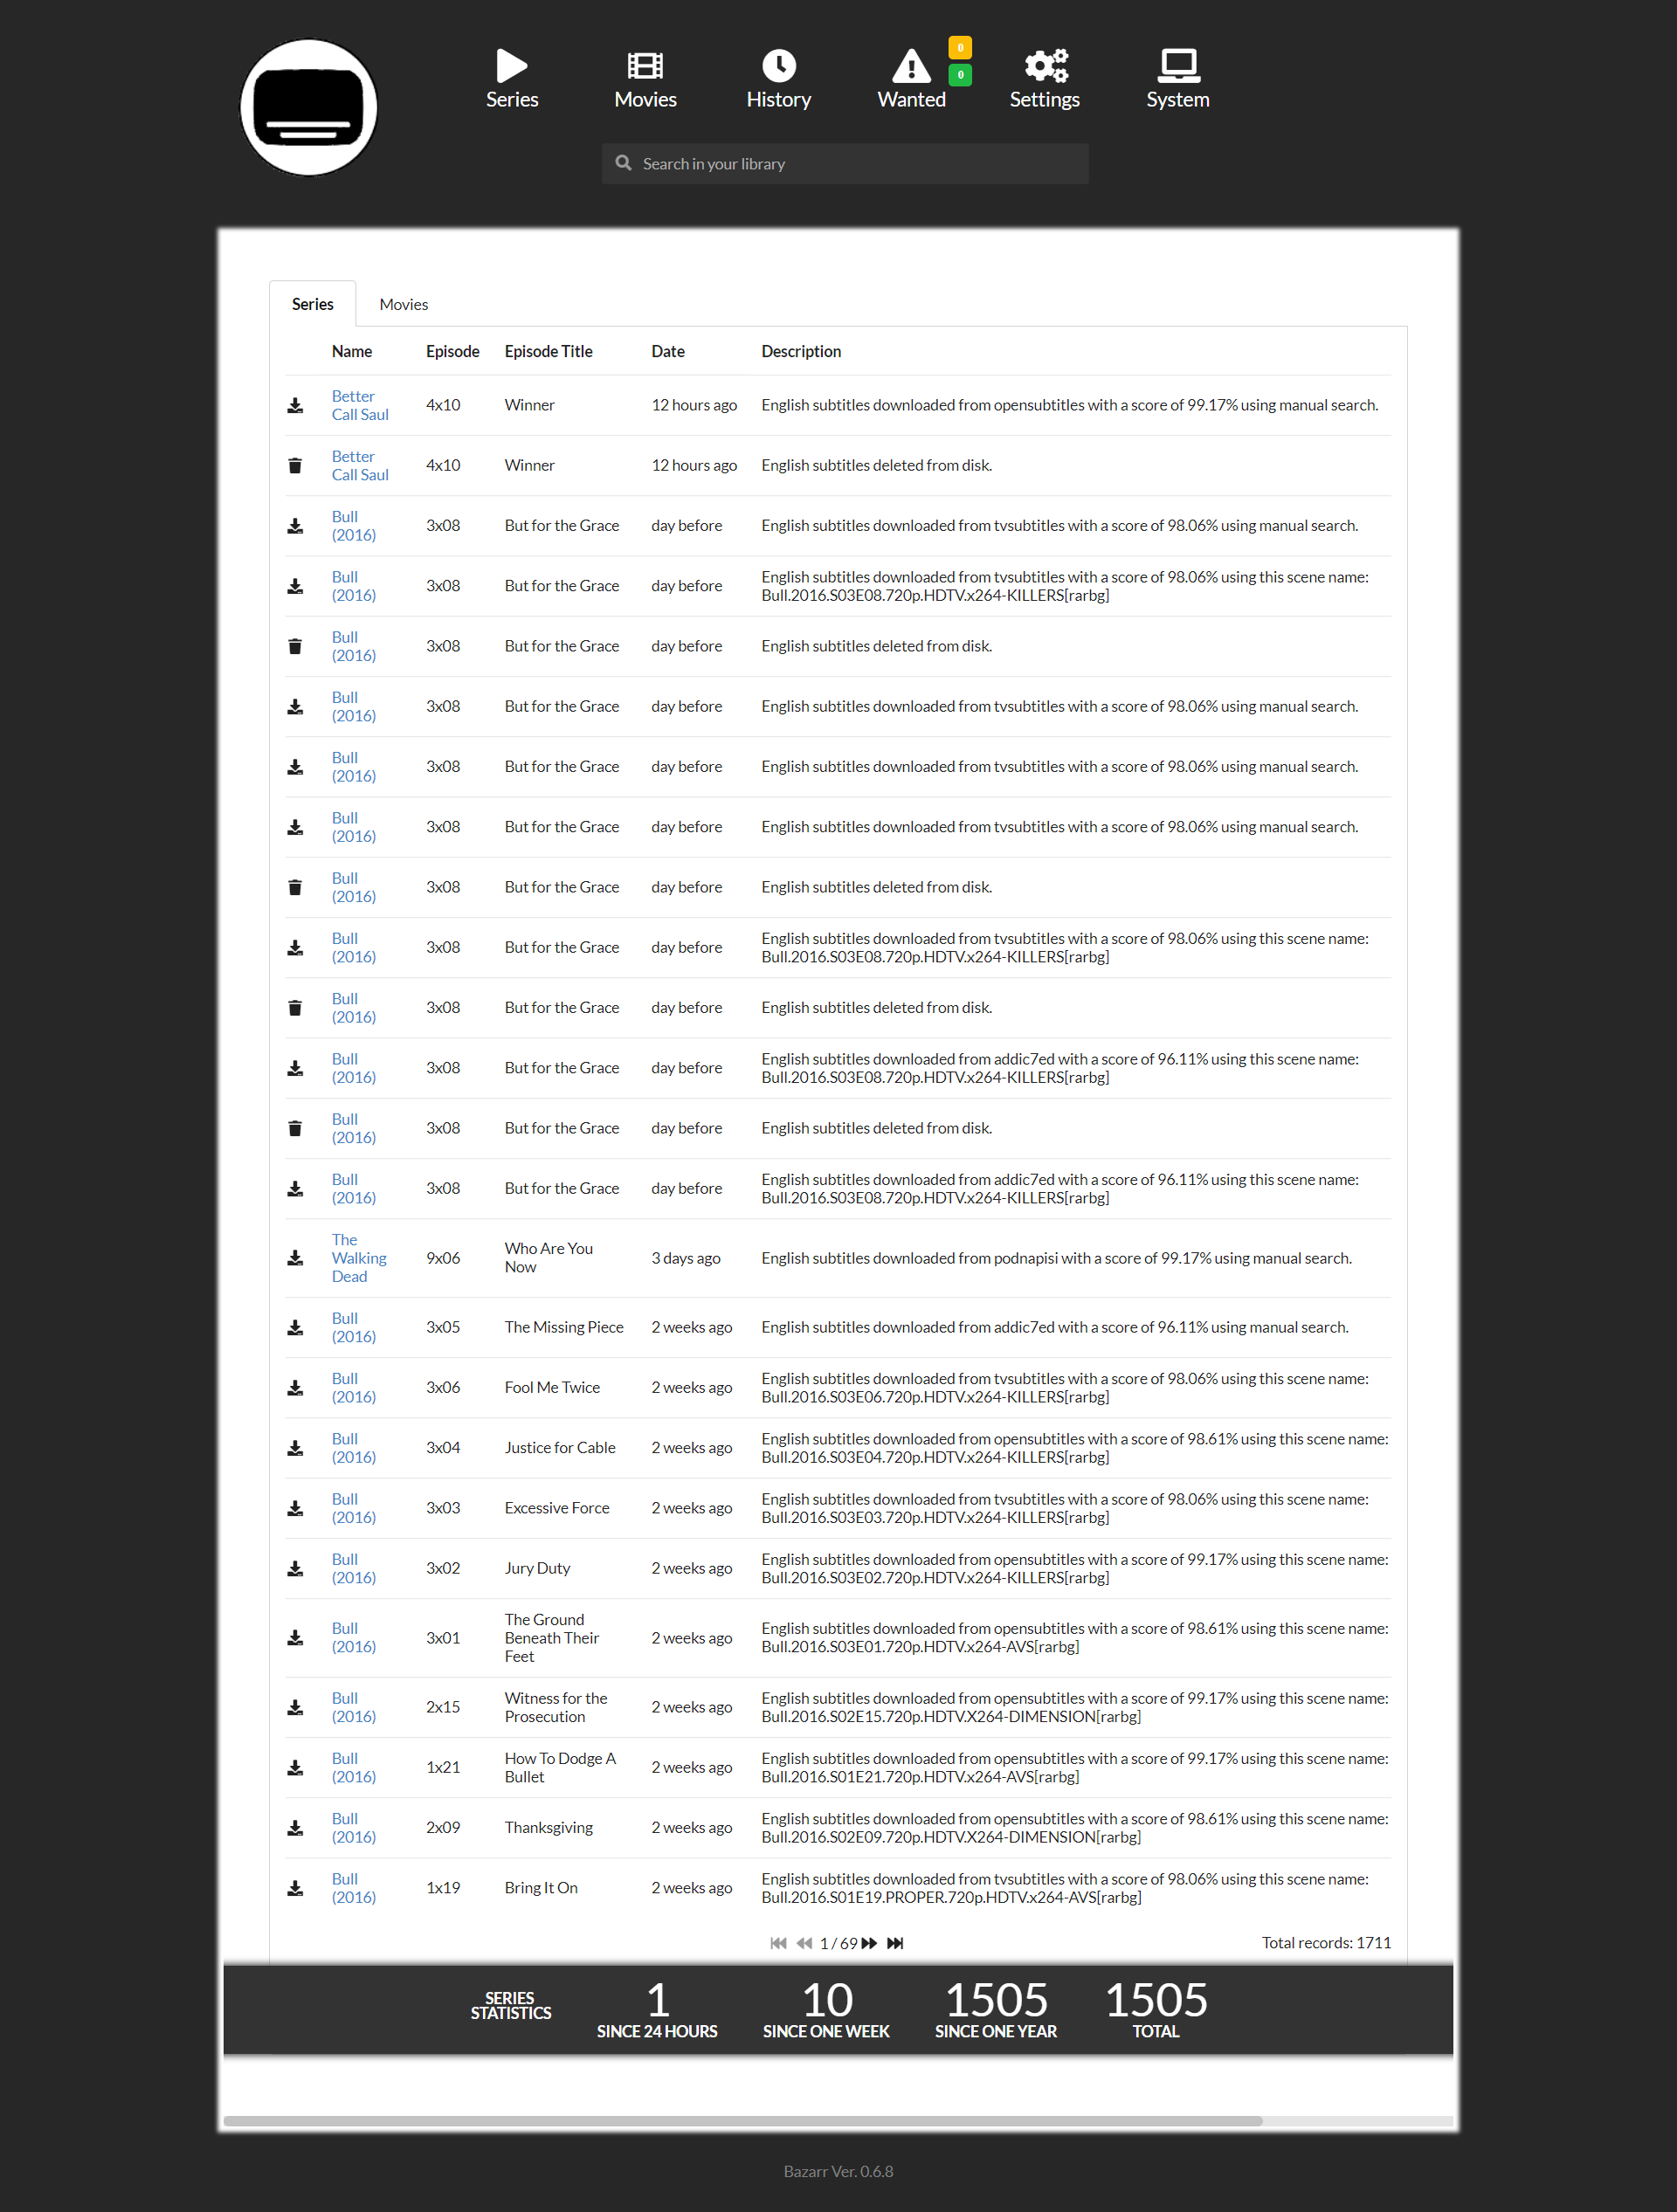 Series Movies History Wanted 0 0 Settings System
Search in your library
Series Movies
Name Episode Episode Title Date Description
Better Call Saul 4x10 Winner 12 hours ago English subtitles downloaded from opensubtitles with a score of 99.17% using manual search.
Better Call Saul 4x10 Winner 12 hours ago English subtitles deleted from disk.
Bull (2016) 3x08 But for the Grace day before English subtitles downloaded from tvsubtitles with a score of 98.06% using manual search.
Bull (2016) 3x08 But for the Grace day before English subtitles downloaded from tvsubtitles with a score of 98.06% using this scene name: Bull.2016.S03E08.720p.HDTV.x264-KILLERS[rarbg]
Bull (2016) 3x08 But for the Grace day before English subtitles deleted from disk.
Bull (2016) 3x08 But for the Grace day before English subtitles downloaded from tvsubtitles with a score of 98.06% using manual search.
Bull (2016) 3x08 But for the Grace day before English subtitles downloaded from tvsubtitles with a score of 98.06% using manual search.
Bull (2016) 3x08 But for the Grace day before English subtitles downloaded from tvsubtitles with a score of 98.06% using manual search.
Bull (2016) 3x08 But for the Grace day before English subtitles deleted from disk.
Bull (2016) 3x08 But for the Grace day before English subtitles downloaded from tvsubtitles with a score of 98.06% using this scene name: Bull.2016.S03E08.720p.HDTV.x264-KILLERS[rarbg]
Bull (2016) 3x08 But for the Grace day before English subtitles deleted from disk.
Bull (2016) 3x08 But for the Grace day before English subtitles downloaded from addic7ed with a score of 96.11% using this scene name: Bull.2016.S03E08.720p.HDTV.x264-KILLERS[rarbg]
Bull (2016) 3x08 But for the Grace day before English subtitles deleted from disk.
Bull (2016) 3x08 But for the Grace day before English subtitles downloaded from addic7ed with a score of 96.11% using this scene name: Bull.2016.S03E08.720p.HDTV.x264-KILLERS[rarbg]
The Walking Dead 9x06 Who Are You Now 3 days ago English subtitles downloaded from podnapisi with a score of 99.17% using manual search.
Bull (2016) 3x05 The Missing Piece 2 weeks ago English subtitles downloaded from addic7ed with a score of 96.11% using manual search.
Bull (2016) 3x06 Fool Me Twice 2 weeks ago English subtitles downloaded from tvsubtitles with a score of 98.06% using this scene name: Bull.2016.S03E06.720p.HDTV.x264-KILLERS[rarbg]
Bull (2016) 3x04 Justice for Cable 2 weeks ago English subtitles downloaded from opensubtitles with a score of 98.61% using this scene name: Bull.2016.S03E04.720p.HDTV.x264-KILLERS[rarbg]
Bull (2016) 3x03 Excessive Force 2 weeks ago English subtitles downloaded from tvsubtitles with a score of 98.06% using this scene name: Bull.2016.S03E03.720p.HDTV.x264-KILLERS[rarbg]
Bull (2016) 3x02 Jury Duty 2 weeks ago English subtitles downloaded from opensubtitles with a score of 99.17% using this scene name: Bull.2016.S03E02.720p.HDTV.x264-KILLERS[rarbg]
Bull (2016) 3x01 The Ground Beneath Their Feet 2 weeks ago English subtitles downloaded from opensubtitles with a score of 98.61% using this scene name: Bull.2016.S03E01.720p.HDTV.x264-AVS[rarbg]
Bull (2016) 2x15 Witness for the Prosecution 2 weeks ago English subtitles downloaded from opensubtitles with a score of 99.17% using this scene name: Bull.2016.S02E15.720p.HDTV.X264-DIMENSION[rarbg]
Bull (2016) 1x21 How To Dodge A Bullet 2 weeks ago English subtitles downloaded from opensubtitles with a score of 99.17% using this scene name: Bull.2016.S01E21.720p.HDTV.x264-AVS[rarbg]
Bull (2016) 2x09 Thanksgiving 2 weeks ago English subtitles downloaded from opensubtitles with a score of 98.61% using this scene name: Bull.2016.S02E09.720p.HDTV.X264-DIMENSION[rarbg]
Bull (2016) 1x19 Bring It On 2 weeks ago English subtitles downloaded from tvsubtitles with a score of 98.06% using this scene name: Bull.2016.S01E19.PROPER.720p.HDTV.x264-AVS[rarbg]
1 / 69 Total records: 1711
SERIES STATISTICS
1 SINCE 24 HOURS
10 SINCE ONE WEEK
1505 SINCE ONE YEAR
1505 TOTAL
Bazarr Ver. 0.6.8